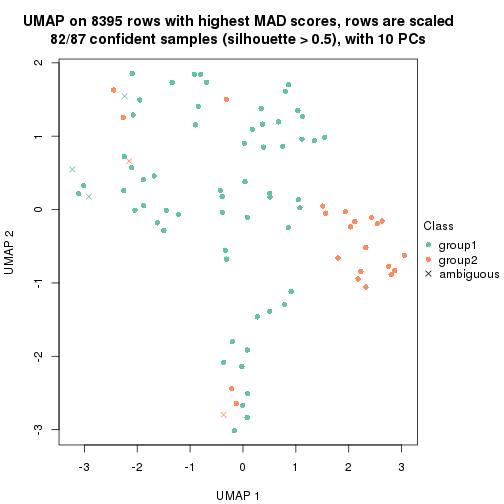 UMAP on 8395 rows with highest MAD scores, rows are scaled
82/87 confident samples (silhouette > 0.5), with 10 PCs
2
1
0
-1
-2
-3
UMAP 2
-3
-2
-1
0
1
2
3
UMAP 1
Class
group1
group2
ambiguous